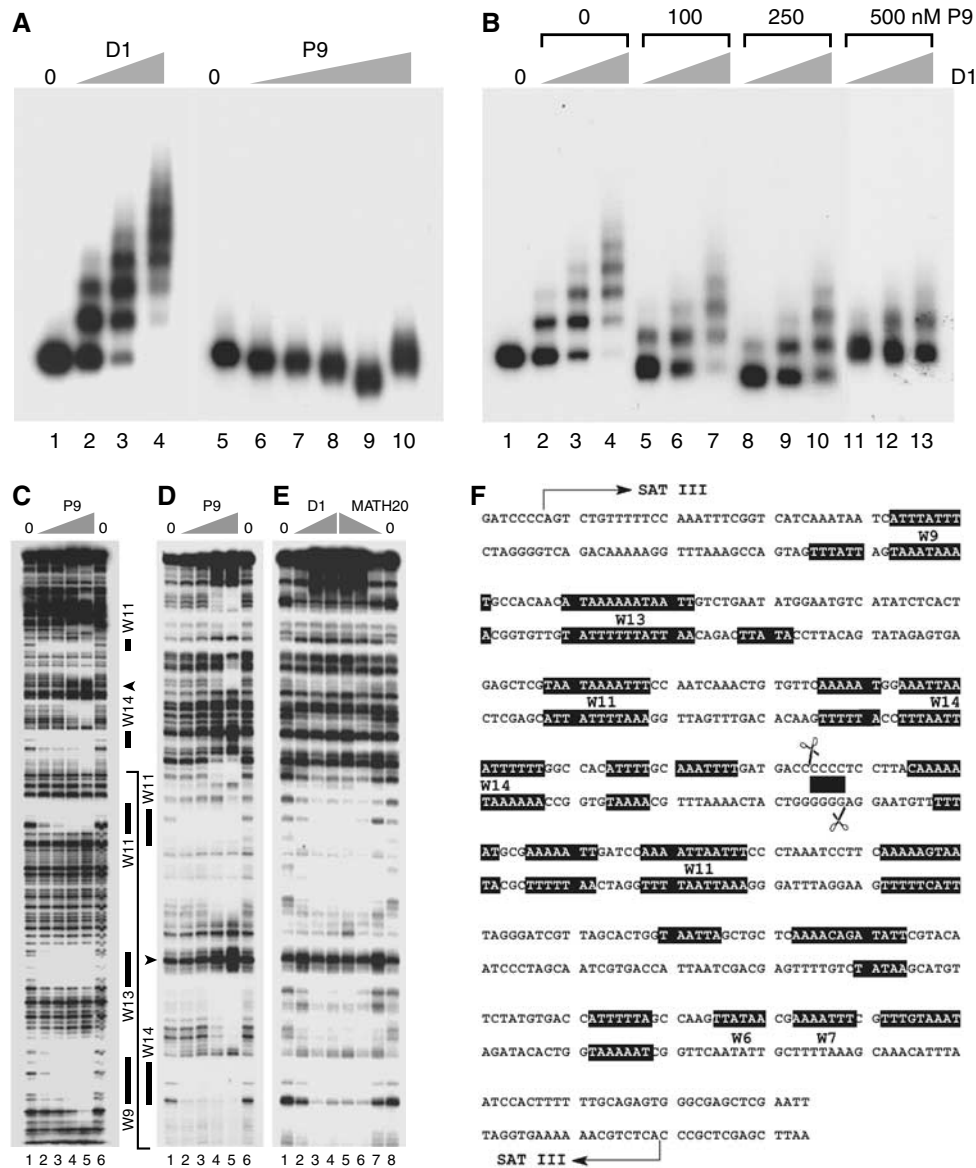 A
D1
P9
0
0
1 2 3 4 5 6 7 8 9 10
B
0 100 250 500 nM P9
0
D1
1 2 3 4 5 6 7 8 9 10 11 12 13
C
P9
0 0
W11
W14
W11
W13
W9
1 2 3 4 5 6
D
P9
0 0
W11
W14
1 2 3 4 5 6
E
D1 MATH20
0 0
1 2 3 4 5 6 7 8
F
SAT III
GATCCCCAGT CTGTTTTTCC AAATTTCGGT CATCAAATAA TCATTTATTT
W9
CTAGGGGTCA GACAAAAAGG TTTAAAGCCA GTAGTTTATT AGTAAATAAA
TGCCACAACA ATAAAAAATAA TTGTCTGAAT ATGGAATGTC ATATCTCACT
W13
ACGGTGTTGT ATTTTTTATT AACAGACTTA TACCTTACAG TATAGAGTGA
GAGCTCGTAA TAAAATTTCC AATCAAACTG TGTTCAAAAA TGGAAATTAA
W11 W14
CTCGAGCATT ATTTTAAAGG TTAGTTTGAC ACAAGTTTTT ACCTTTAATT
ATTTTTTGGC CACATTTTGC AAATTTTGAT GACCCCCCTC CTTACAAAAA
W14
TAAAAAACCG GTGTAAAACG TTTAAAACTA CTGGGGGGAG GAATGTTTTT
ATGCGAAAAA TTGATCCAAA ATTAATTTCC CTAAATCCTTC AAAAAGTAA
W11
TACGCTTTTT AACTAGGTTT TAATTAAAGG GATTTAGGAAG TTTTTCATT
TAGGGATCGT TAGCACTGGT AATTAGCTGC TCAAAACAGA TATTCGTACA
ATCCCTAGCA ATCGTGACCA TTAATCGACG AGTTTTGTCT ATAAGCATGT
TCTATGTGAC CATTTTTAGC CAAGTTATAA CGAAAATTTC GTTTGTAAAT
W6 W7
AGATACACTG GTAAAAATCG GTTCAATATT GCTTTTAAAG CAAACATTTA
ATCCACTTTT TTGCAGAGTG GGCGAGCTCG AATT
TAGGTGAAAA AACGTCTCAC CCGCTCGAGC TTAA
SAT III